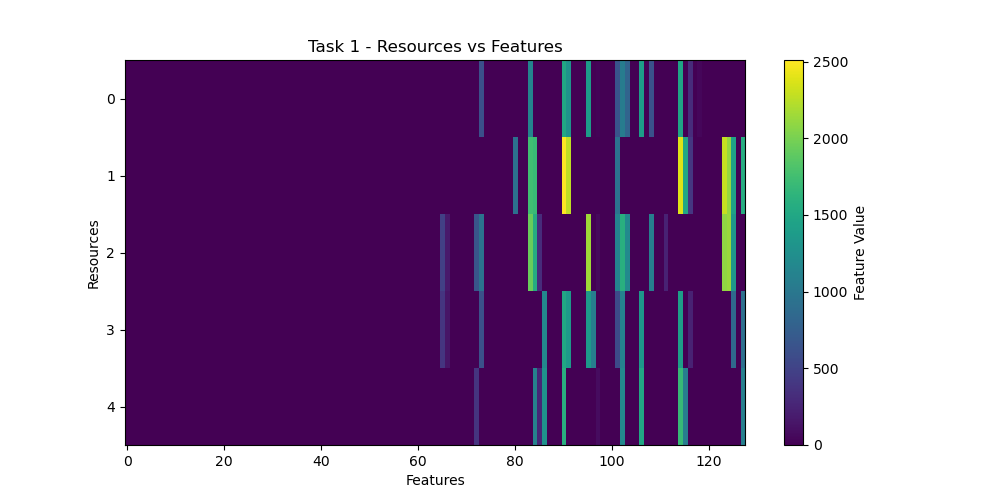 Task 1 - Resources vs Features
Resources
0
1
2
3
4
0 20 40 60 80 100 120
Features
2500
2000
1500
1000
500
0
Feature Value